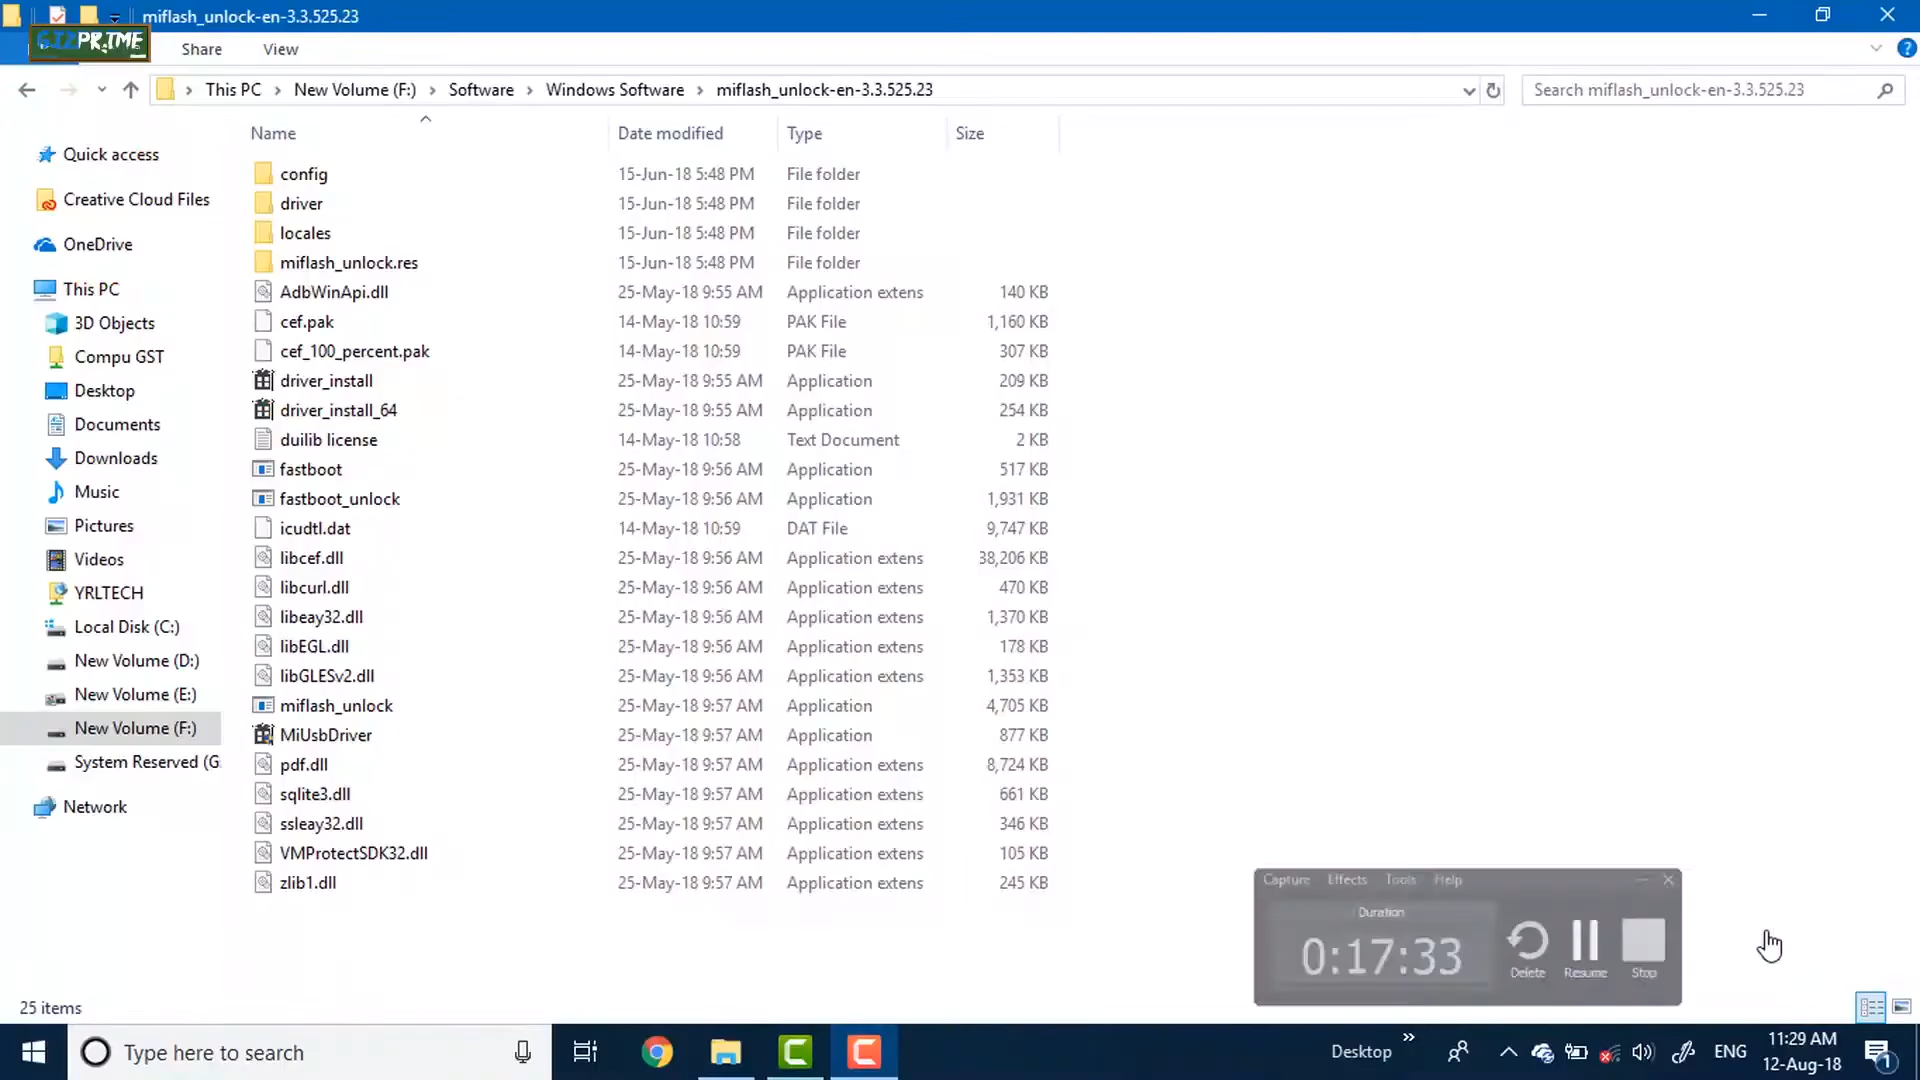 miflash_unlock-en-3.3.525.23
GIZPRIME
Share View
This PC New Volume (F:) Software Windows Software miflash_unlock-en-3.3.525.23
Search miflash_unlock-en-3.3.525.23
Quick access
Creative Cloud Files
OneDrive
This PC
3D Objects
Compu GST
Desktop
Documents
Downloads
Music
Pictures
Videos
YRLTECH
Local Disk (C:)
New Volume (D:)
New Volume (E:)
New Volume (F:)
System Reserved (G
Network
Name Date modified Type Size
config 15-Jun-18 5:48 PM File folder
driver 15-Jun-18 5:48 PM File folder
locales 15-Jun-18 5:48 PM File folder
miflash_unlock.res 15-Jun-18 5:48 PM File folder
AdbWinApi.dll 25-May-18 9:55 AM Application extens 140 KB
cef.pak 14-May-18 10:59 PAK File 1,160 KB
cef_100_percent.pak 14-May-18 10:59 PAK File 307 KB
driver_install 25-May-18 9:55 AM Application 209 KB
driver_install_64 25-May-18 9:55 AM Application 254 KB
duilib license 14-May-18 10:58 Text Document 2 KB
fastboot 25-May-18 9:56 AM Application 517 KB
fastboot_unlock 25-May-18 9:56 AM Application 1,931 KB
icudtl.dat 14-May-18 10:59 DAT File 9,747 KB
libcef.dll 25-May-18 9:56 AM Application extens 38,206 KB
libcurl.dll 25-May-18 9:56 AM Application extens 470 KB
libeay32.dll 25-May-18 9:56 AM Application extens 1,370 KB
libEGL.dll 25-May-18 9:56 AM Application extens 178 KB
libGLESv2.dll 25-May-18 9:56 AM Application extens 1,353 KB
miflash_unlock 25-May-18 9:57 AM Application 4,705 KB
MiUsbDriver 25-May-18 9:57 AM Application 877 KB
pdf.dll 25-May-18 9:57 AM Application extens 8,724 KB
sqlite3.dll 25-May-18 9:57 AM Application extens 661 KB
ssleay32.dll 25-May-18 9:57 AM Application extens 346 KB
VMProtectSDK32.dll 25-May-18 9:57 AM Application extens 105 KB
zlib1.dll 25-May-18 9:57 AM Application extens 245 KB
Capture Effects Tools Help
Duration
0:17:33
Delete Resume Stop
25 items
Type here to search
Desktop
ENG
11:29 AM
12-Aug-18
1